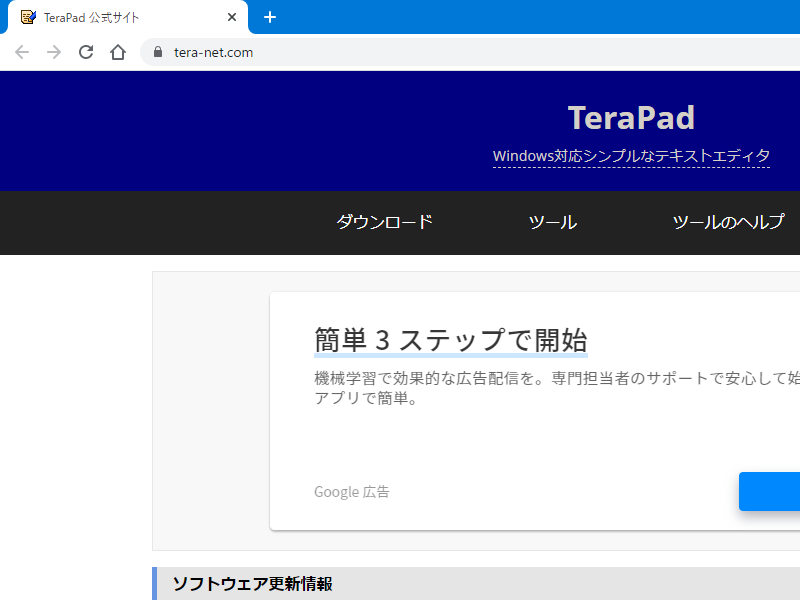 TeraPad 公式サイト
tera-net.com
TeraPad
Windows対応シンプルなテキストエディタ
ダウンロード ツール ツールのヘルプ
簡単 3 ステップで開始
機械学習で効果的な広告配信を。専門担当者のサポートで安心して始
アプリで簡単。
Google 広告
ソフトウェア更新情報